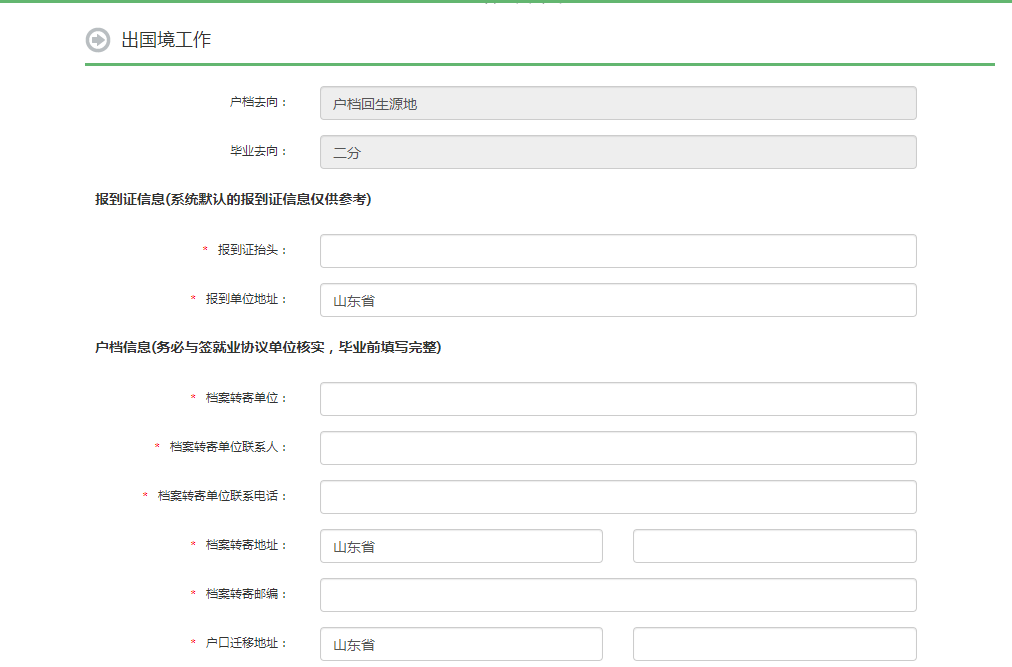 出国境工作
户档去向：
户档回生源地
毕业去向：
二分
报到证信息(系统默认的报到证信息仅供参考)
* 报到证抬头：
* 报到单位地址：
山东省
户档信息(务必与签就业协议单位核实，毕业前填写完整)
* 档案转寄单位：
* 档案转寄单位联系人：
* 档案转寄单位联系电话：
* 档案转寄地址：
山东省
* 档案转寄邮编：
* 户口迁移地址：
山东省